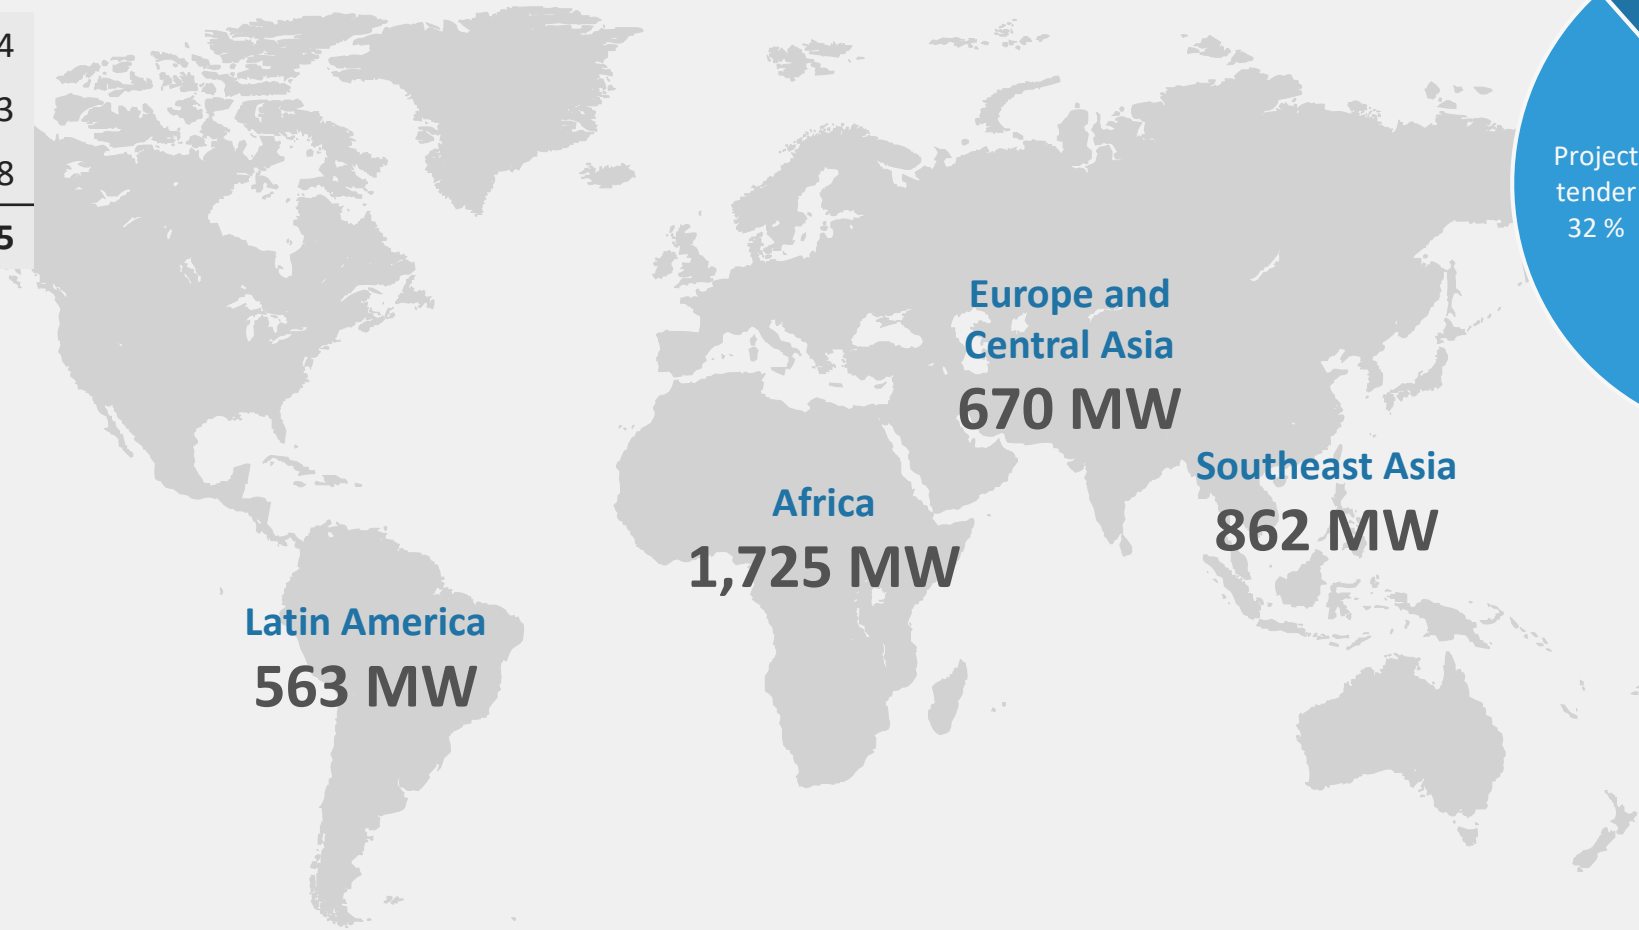 4
3
8
5
Project
tender
32 %
Europe and
Central Asia
670 MW
Southeast Asia
862 MW
Africa
1,725 MW
Latin America
563 MW